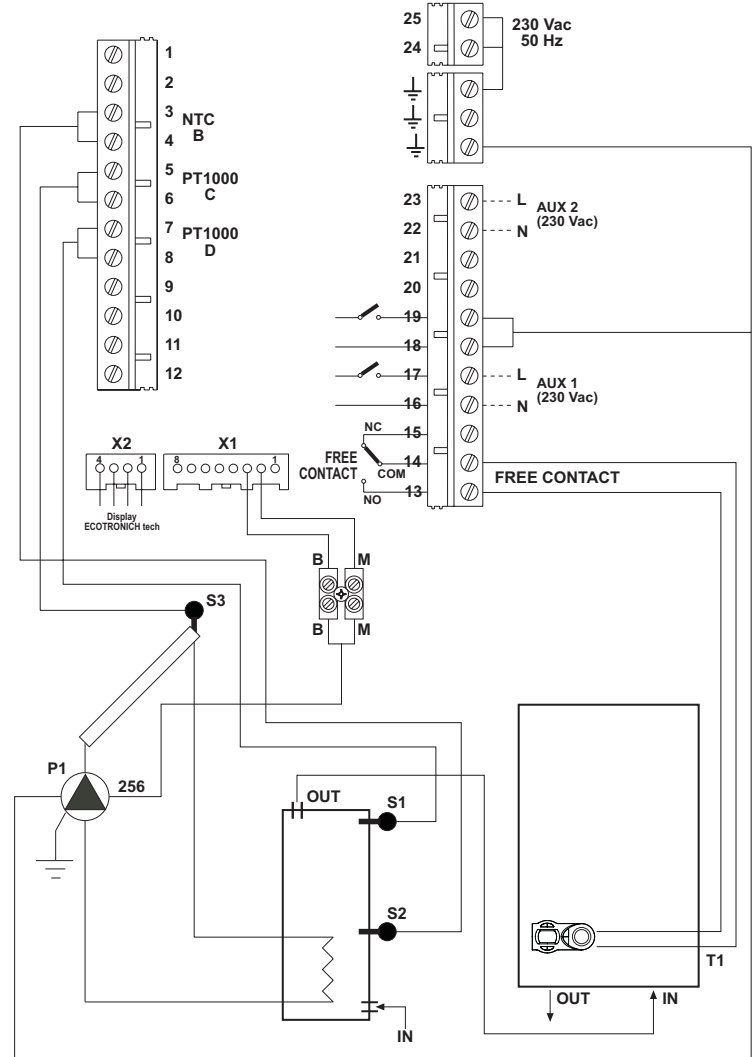 25
24
230 Vac
50 Hz
1
2
3
4
NTC
B
5
6
PT1000
C
7
8
PT1000
D
9
10
11
12
23
22
21
20
19
18
17
16
15
14
13
L
N
AUX 2
(230 Vac)
L
N
AUX 1
(230 Vac)
NC
COM
NO
FREE
CONTACT
FREE CONTACT
X2
4 1
Display
ECOTRONICH tech
X1
8 1
B M
B M
S3
P1
256
OUT
S1
S2
IN
T1
OUT
IN